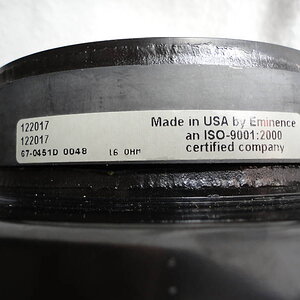 122017
122017
67-0451D 0048 16 OHM
Made in USA by Eminence
an ISO-9001:2000
certified company